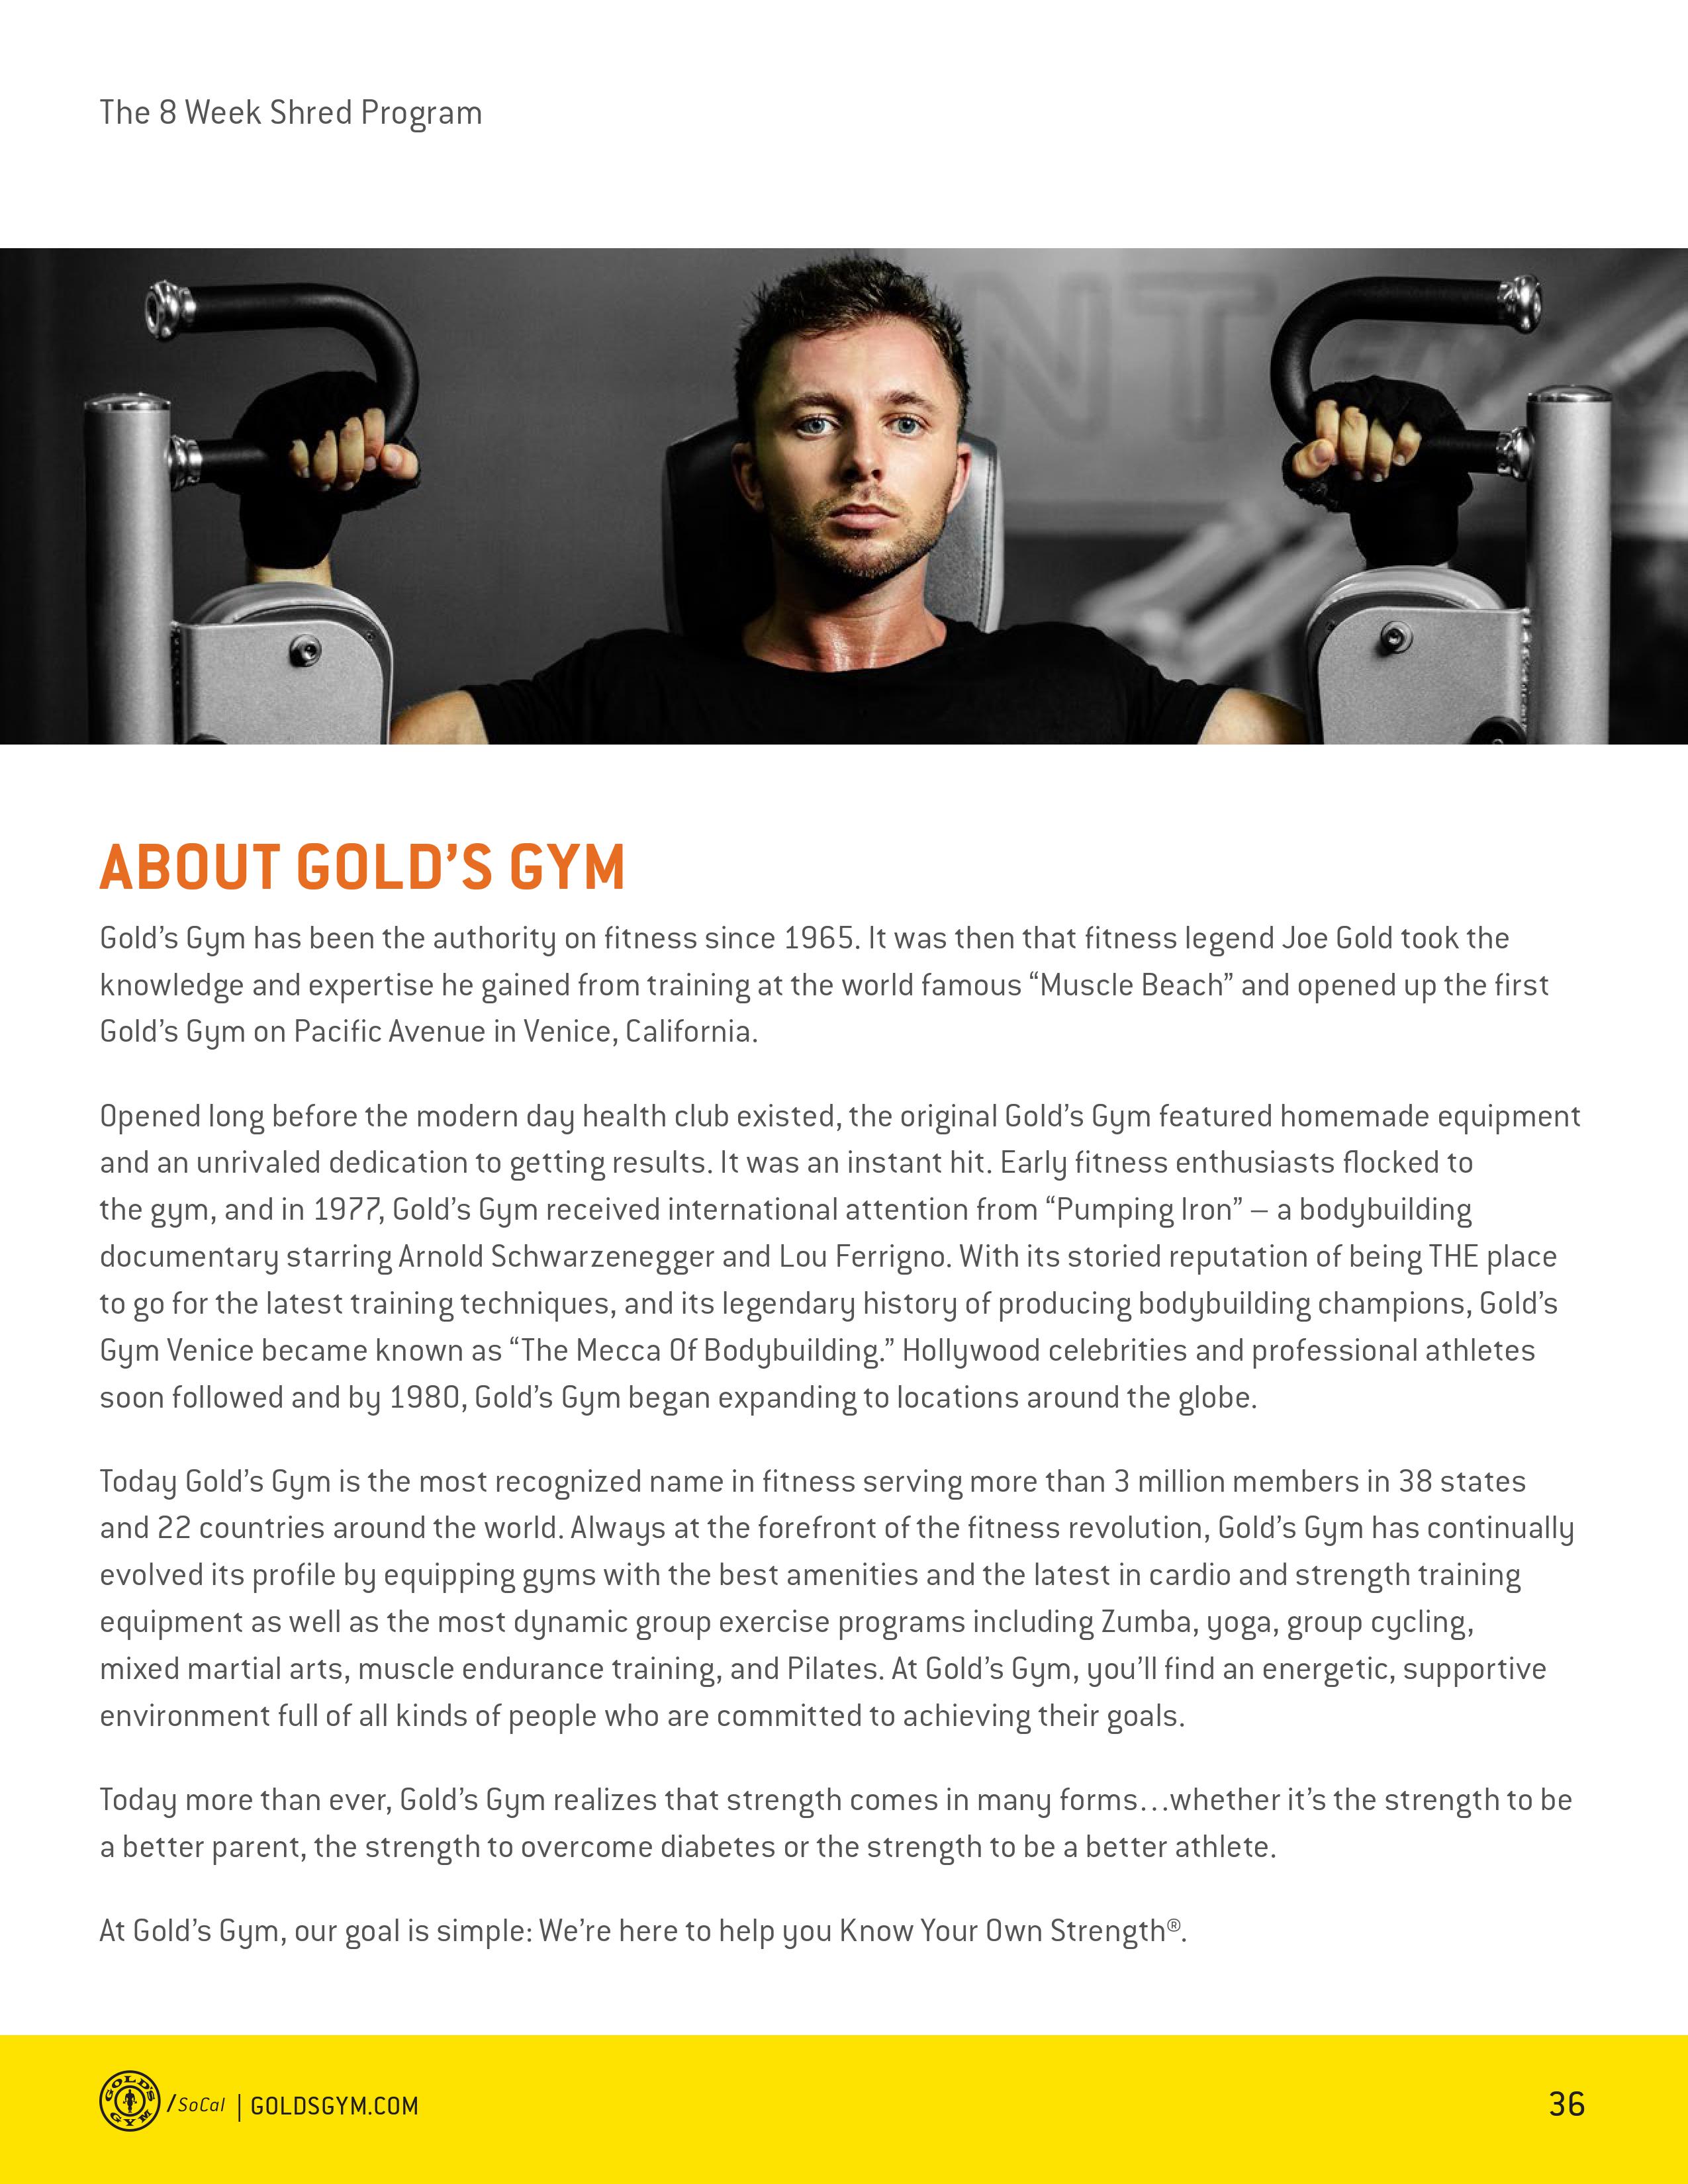 The 8 Week Shred Program
NT
ABOUT GOLD’S GYM
Gold’s Gym has been the authority on fitness since 1965. It was then that fitness legend Joe Gold took the
knowledge and expertise he gained from training at the world famous “Muscle Beach” and opened up the first
Gold’s Gym on Pacific Avenue in Venice, California.
Opened long before the modern day health club existed, the original Gold’s Gym featured homemade equipment
and an unrivaled dedication to getting results. It was an instant hit. Early fitness enthusiasts flocked to
the gym, and in 1977, Gold’s Gym received international attention from “Pumping Iron” – a bodybuilding
documentary starring Arnold Schwarzenegger and Lou Ferrigno. With its storied reputation of being THE place
to go for the latest training techniques, and its legendary history of producing bodybuilding champions, Gold’s
Gym Venice became known as “The Mecca Of Bodybuilding.” Hollywood celebrities and professional athletes
soon followed and by 1980, Gold’s Gym began expanding to locations around the globe.
Today Gold’s Gym is the most recognized name in fitness serving more than 3 million members in 38 states
and 22 countries around the world. Always at the forefront of the fitness revolution, Gold’s Gym has continually
evolved its profile by equipping gyms with the best amenities and the latest in cardio and strength training
equipment as well as the most dynamic group exercise programs including Zumba, yoga, group cycling,
mixed martial arts, muscle endurance training, and Pilates. At Gold’s Gym, you’ll find an energetic, supportive
environment full of all kinds of people who are committed to achieving their goals.
Today more than ever, Gold’s Gym realizes that strength comes in many forms…whether it’s the strength to be
a better parent, the strength to overcome diabetes or the strength to be a better athlete.
At Gold’s Gym, our goal is simple: We’re here to help you Know Your Own Strength®.
GOLD'S GYM /SoCal | GOLDSGYM.COM
36